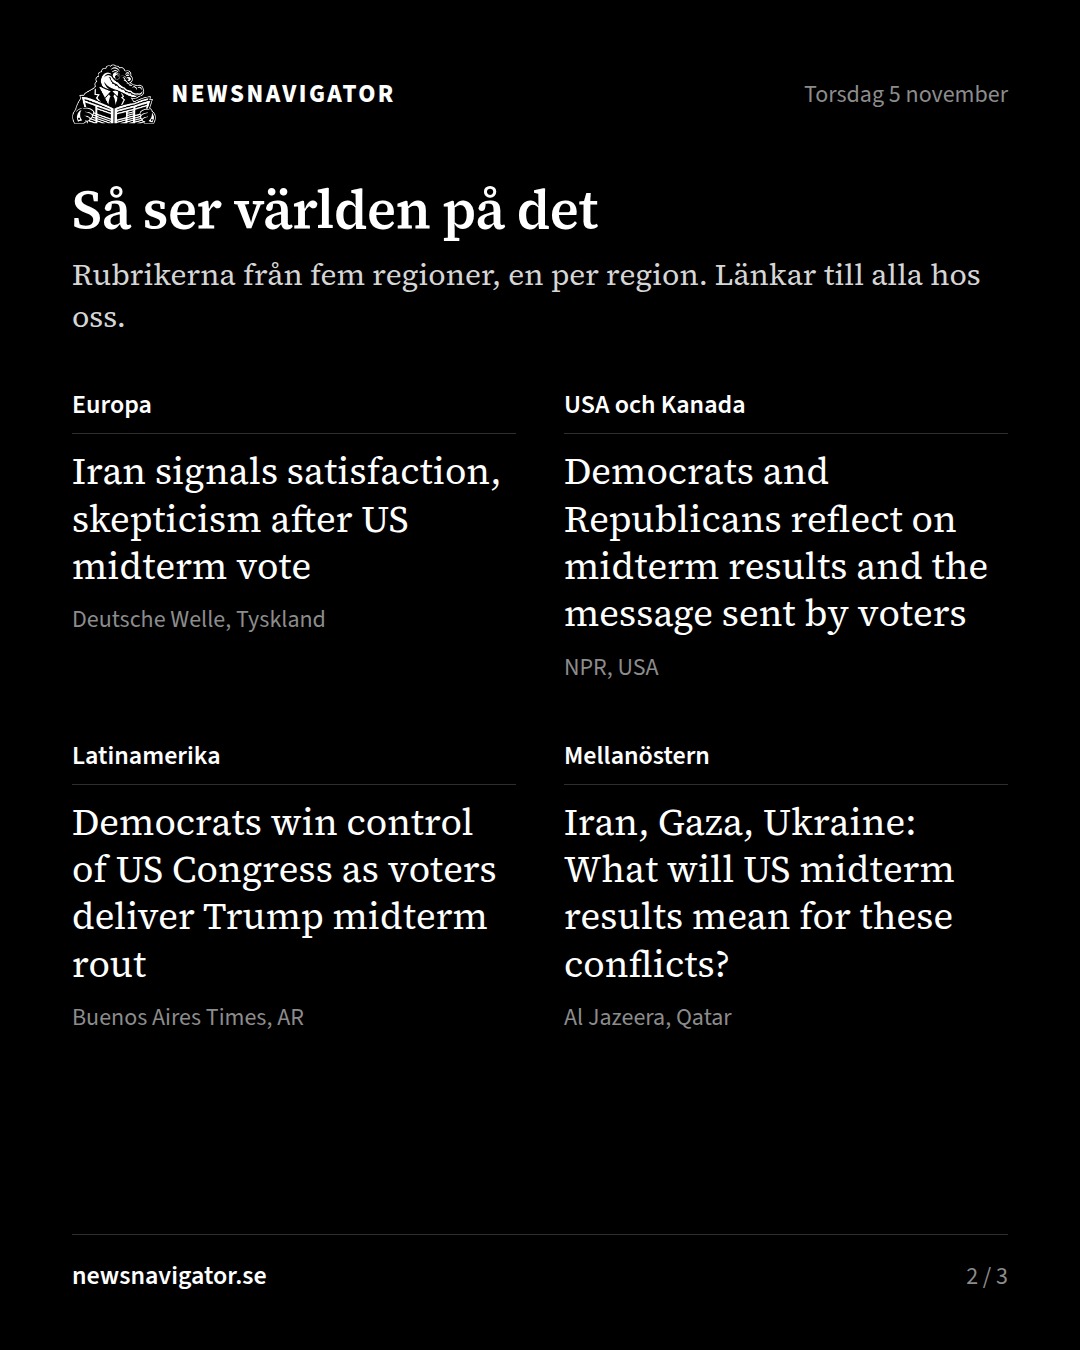 NEWSNAVIGATOR
Torsdag 5 november
Så ser världen på det
Rubrikerna från fem regioner, en per region. Länkar till alla hos
oss.
Europa
Iran signals satisfaction,
skepticism after US
midterm vote
Deutsche Welle, Tyskland
USA och Kanada
Democrats and
Republicans reflect on
midterm results and the
message sent by voters
NPR, USA
Latinamerika
Democrats win control
of US Congress as voters
deliver Trump midterm
rout
Buenos Aires Times, AR
Mellanöstern
Iran, Gaza, Ukraine:
What will US midterm
results mean for these
conflicts?
Al Jazeera, Qatar
newsnavigator.se
2 / 3